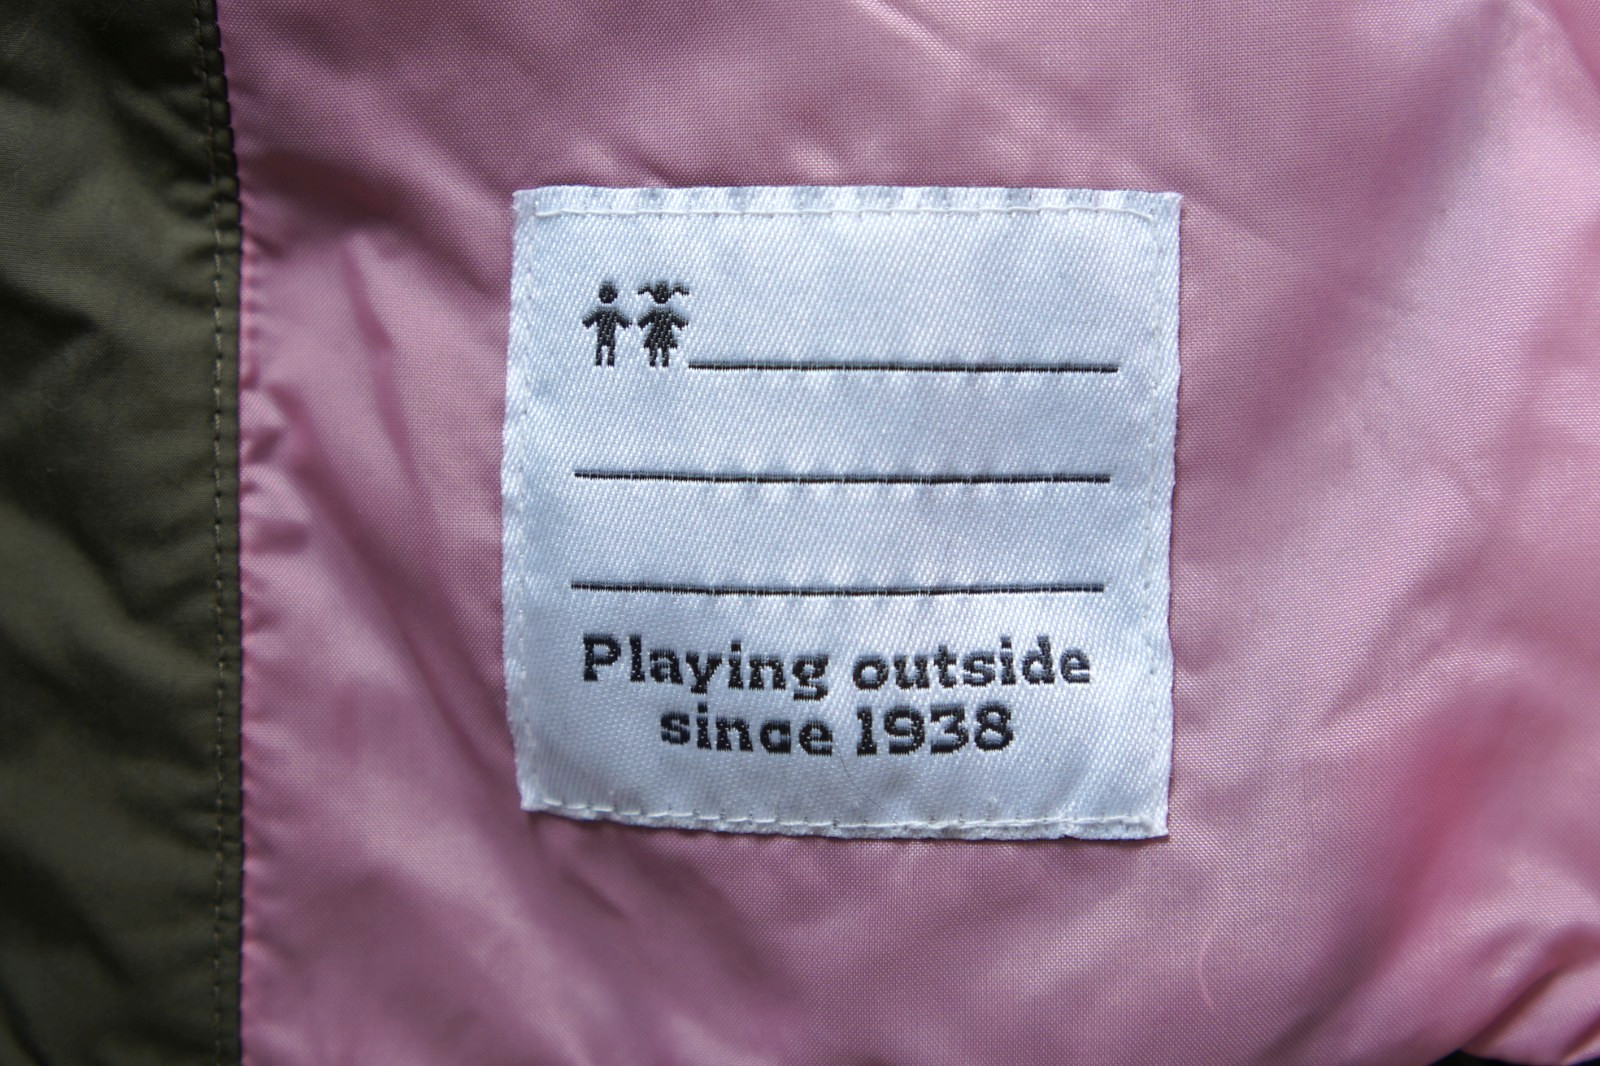 Playing outside
since 1938